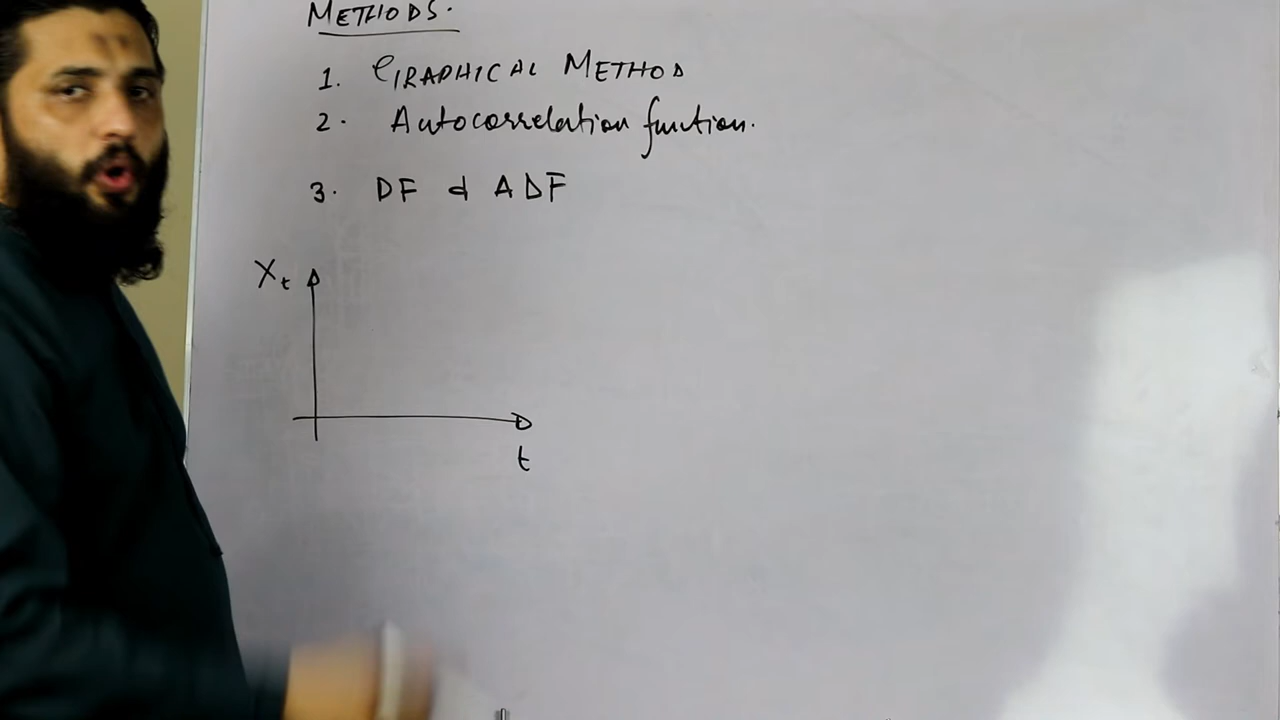 METHODS.
1. GRAPHICAL METHOD
2. Autocorrelation function.
3. DF & ADF
Xt
t